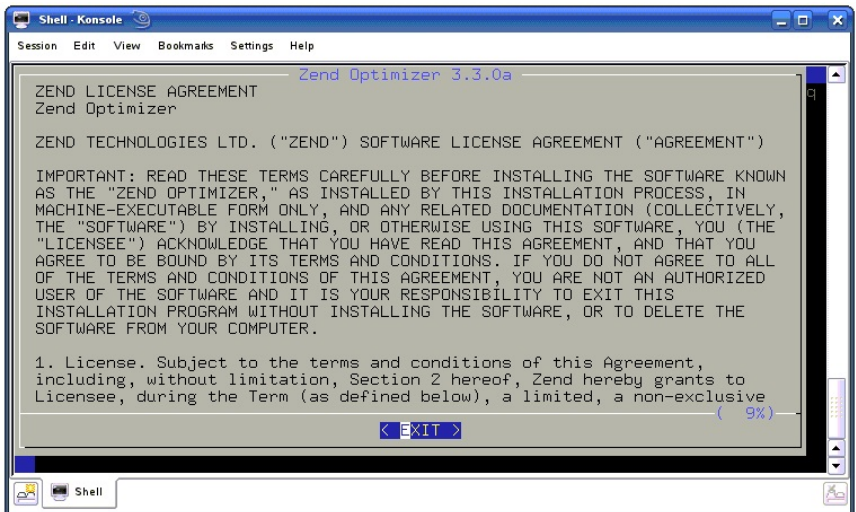 Shell - Konsole
Session Edit View Bookmarks Settings Help
Zend Optimizer 3.3.0a
q
ZEND LICENSE AGREEMENT
Zend Optimizer
ZEND TECHNOLOGIES LTD. ("ZEND") SOFTWARE LICENSE AGREEMENT ("AGREEMENT")
IMPORTANT: READ THESE TERMS CAREFULLY BEFORE INSTALLING THE SOFTWARE KNOWN
AS THE "ZEND OPTIMIZER," AS INSTALLED BY THIS INSTALLATION PROCESS, IN
MACHINE-EXECUTABLE FORM ONLY, AND ANY RELATED DOCUMENTATION (COLLECTIVELY,
THE "SOFTWARE") BY INSTALLING, OR OTHERWISE USING THIS SOFTWARE, YOU (THE
"LICENSEE") ACKNOWLEDGE THAT YOU HAVE READ THIS AGREEMENT, AND THAT YOU
AGREE TO BE BOUND BY ITS TERMS AND CONDITIONS. IF YOU DO NOT AGREE TO ALL
OF THE TERMS AND CONDITIONS OF THIS AGREEMENT, YOU ARE NOT AN AUTHORIZED
USER OF THE SOFTWARE AND IT IS YOUR RESPONSIBILITY TO EXIT THIS
INSTALLATION PROGRAM WITHOUT INSTALLING THE SOFTWARE, OR TO DELETE THE
SOFTWARE FROM YOUR COMPUTER.
1. License. Subject to the terms and conditions of this Agreement,
including, without limitation, Section 2 hereof, Zend hereby grants to
Licensee, during the Term (as defined below), a limited, a non-exclusive
( 9%)
< EXIT >
Shell